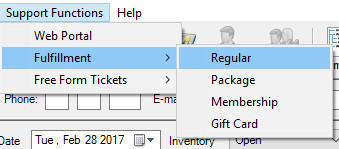 Support Functions Help
Web Portal
Fulfillment
Regular
Free Form Tickets
Package
Membership
Gift Card
Phone: E-m
Date Tue , Feb 28 2017 Inventory Open